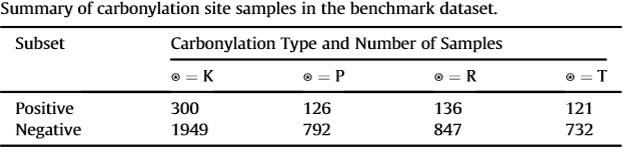 Summary of carbonylation site samples in the benchmark dataset.
Subset Carbonylation Type and Number of Samples
⊛ = K ⊛ = P ⊛ = R ⊛ = T
Positive 300 126 136 121
Negative 1949 792 847 732